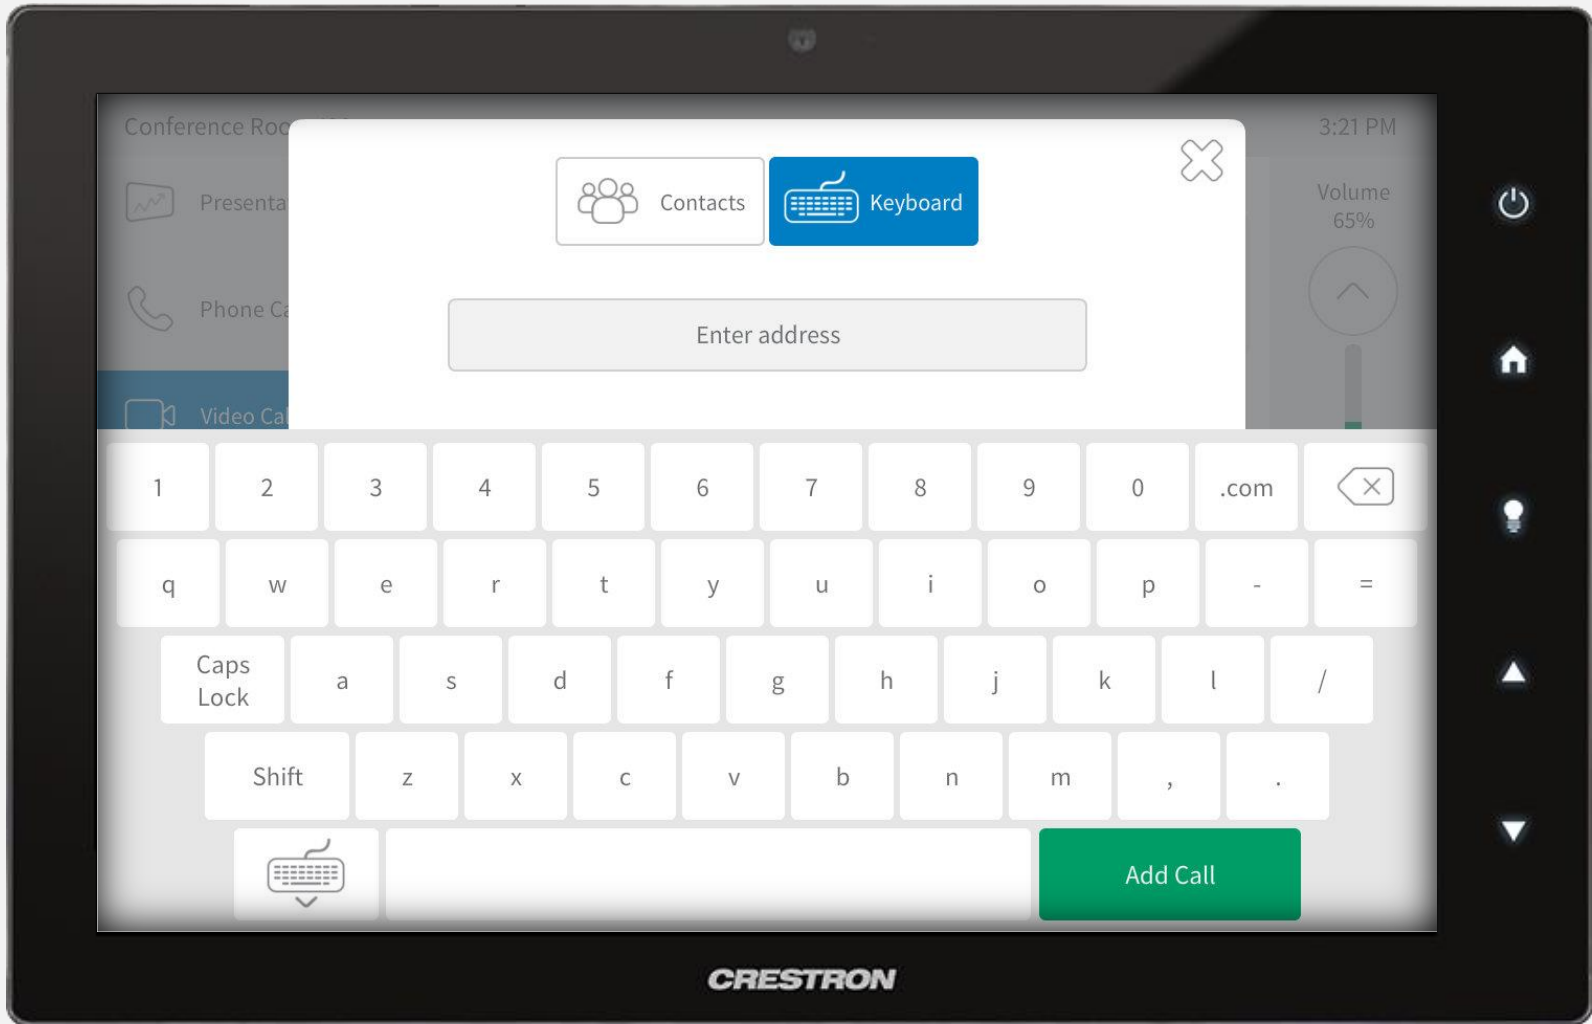 Conference Roo
3:21 PM
Contacts
Keyboard
Presenta
Volume
65%
Phone Ca
Enter address
Video Cal
1 2 3 4 5 6 7 8 9 0 .com
q w e r t y u i o p - =
Caps
Lock
a s d f g h j k l /
Shift z x c v b n m , .
Add Call
CRESTRON